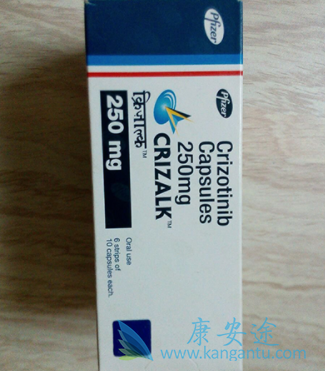 Pfizer
Pfizer
Crizotinib
Capsules
250mg
CRIZALK™
क्रिज़ाल्क™
250 mg
Oral use
6 strips of
10 capsules each.
康安途
www.kangantu.com